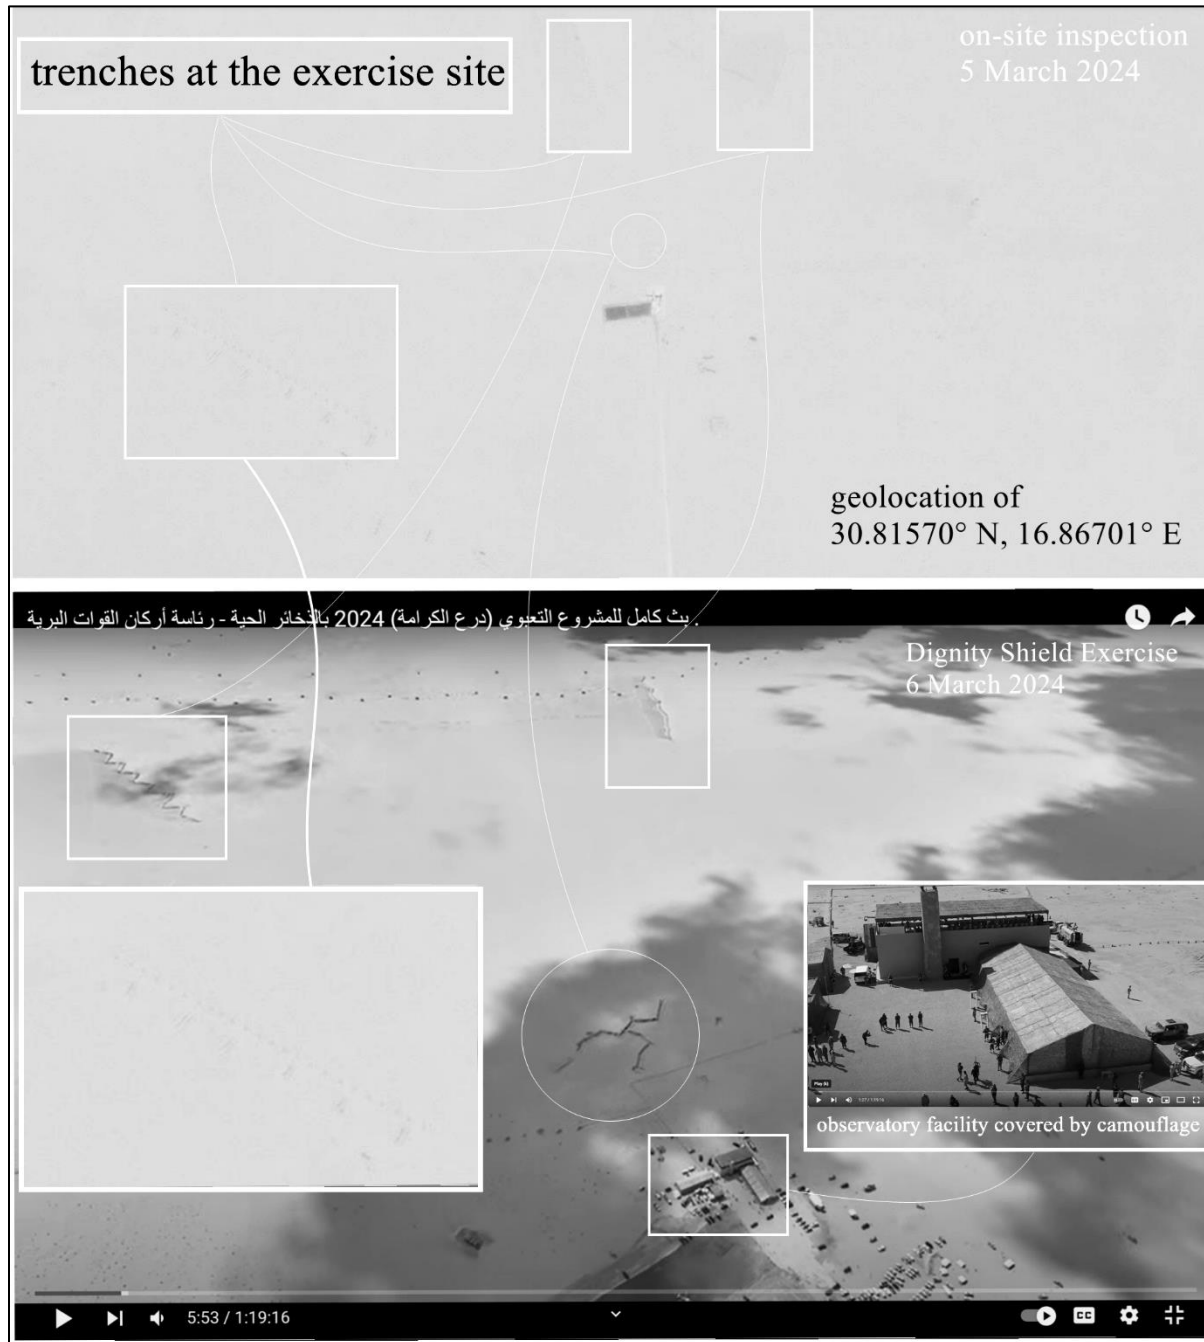 trenches at the exercise site
on-site inspection
5 March 2024
geolocation of
30.81570° N, 16.86701° E
بث كامل للمشروع التعبوي (درع الكرامة) 2024 بالذخائر الحية - رئاسة أركان القوات البرية .
Dignity Shield Exercise
6 March 2024
observatory facility covered by camouflage
5:53 / 1:19:16
CC